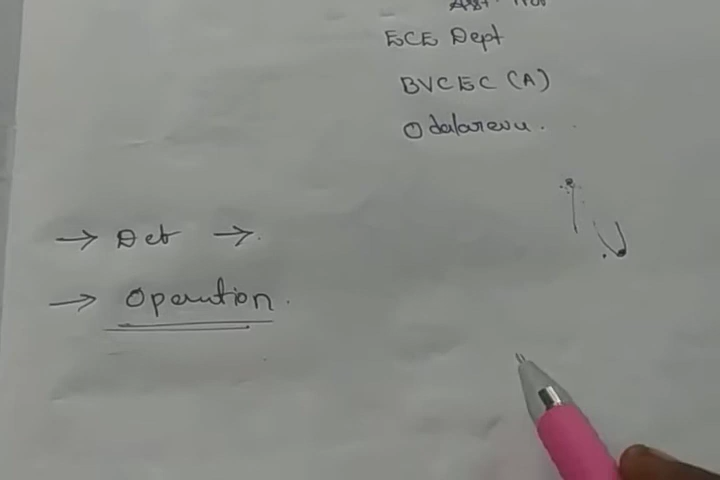 ECE Dept
BVCEC (A)
Odalarevu.
→ Def →.
→ Operation.